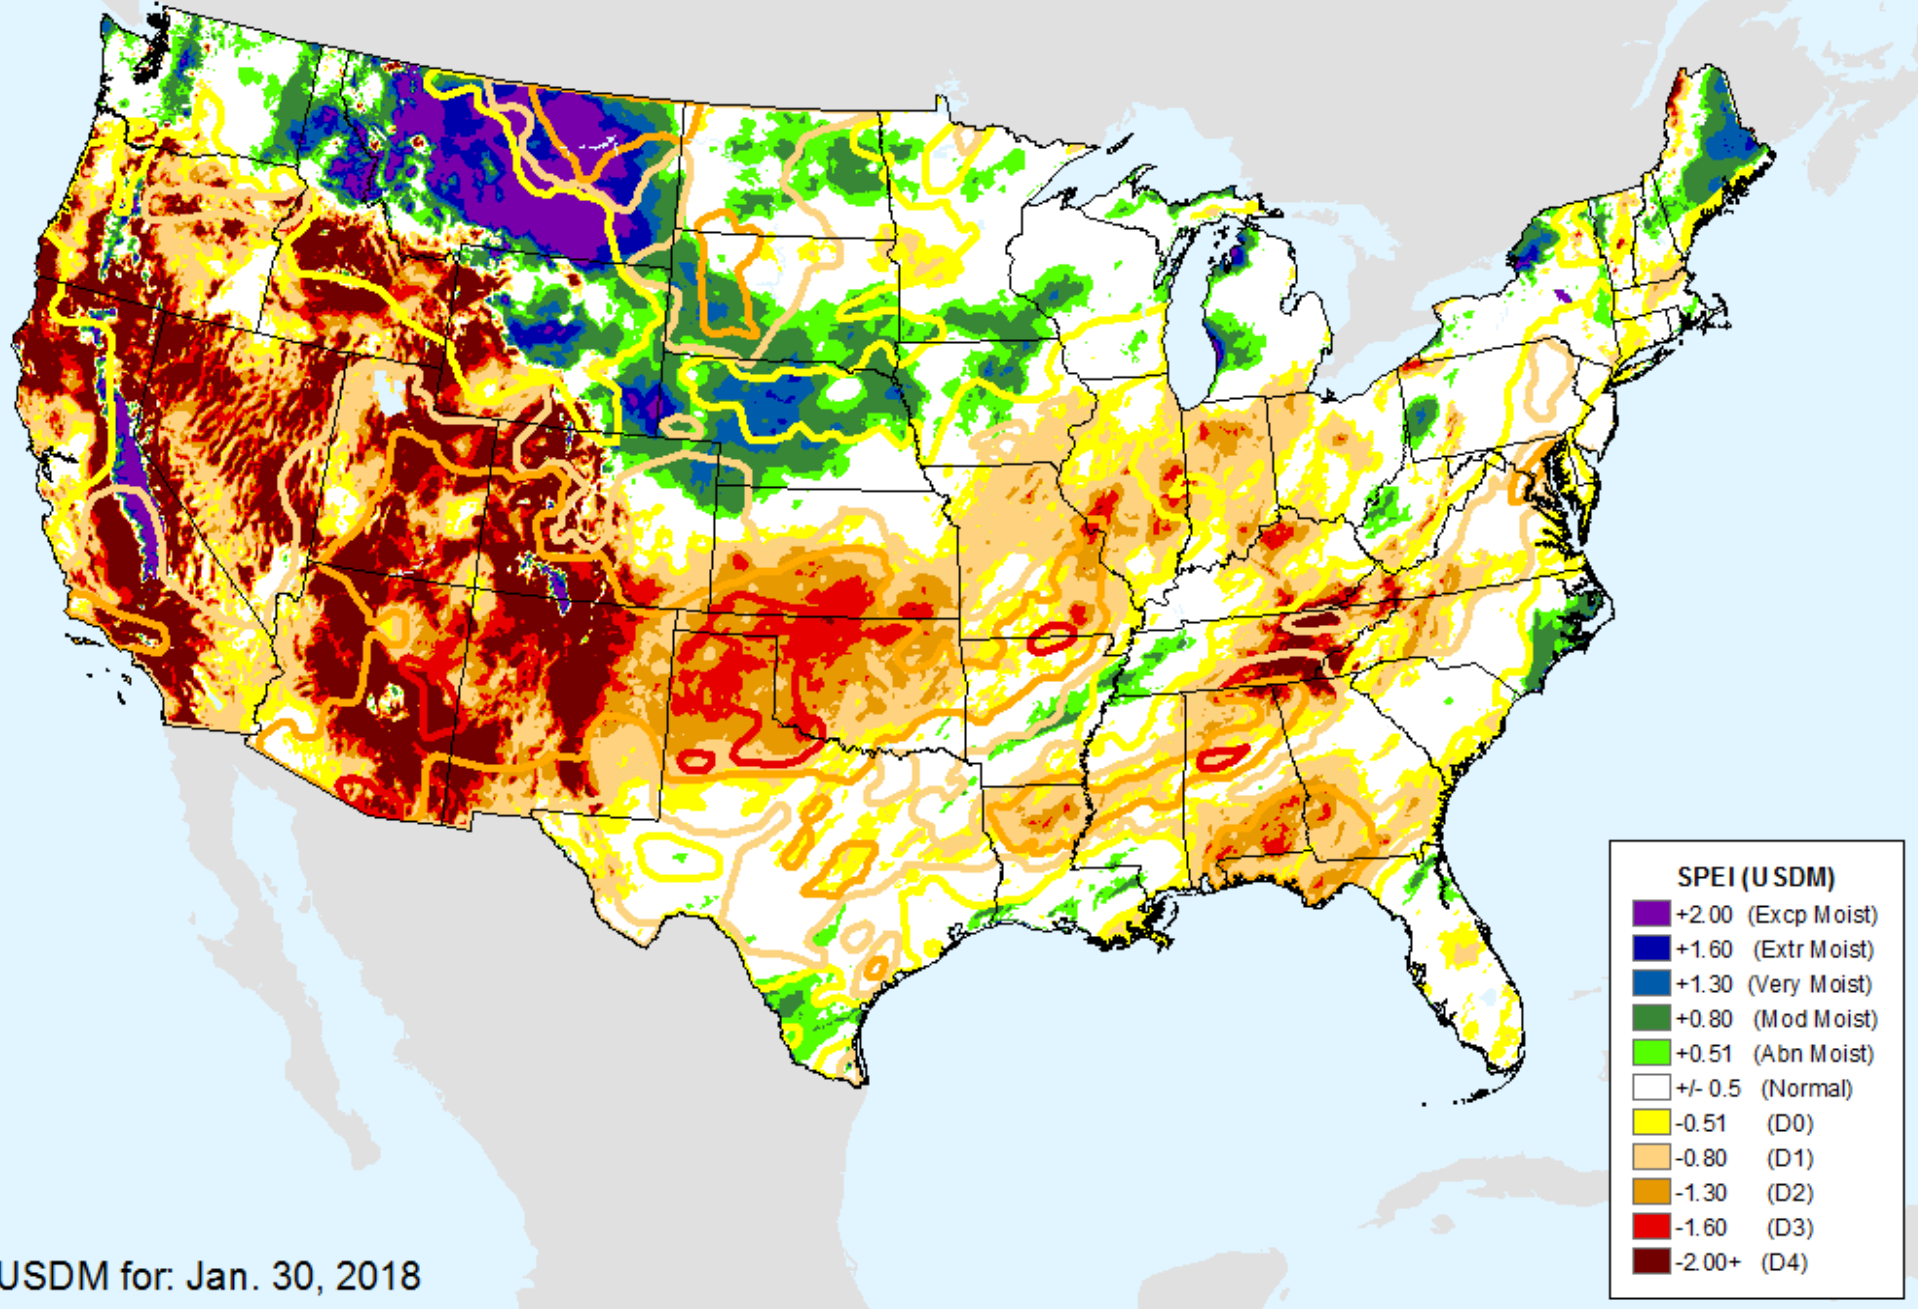 SPEI (USDM)
+2.00 (Excp Moist)
+1.60 (Extr Moist)
+1.30 (Very Moist)
+0.80 (Mod Moist)
+0.51 (Abn Moist)
+/- 0.5 (Normal)
-0.51 (D0)
-0.80 (D1)
-1.30 (D2)
-1.60 (D3)
-2.00+ (D4)
USDM for: Jan. 30, 2018